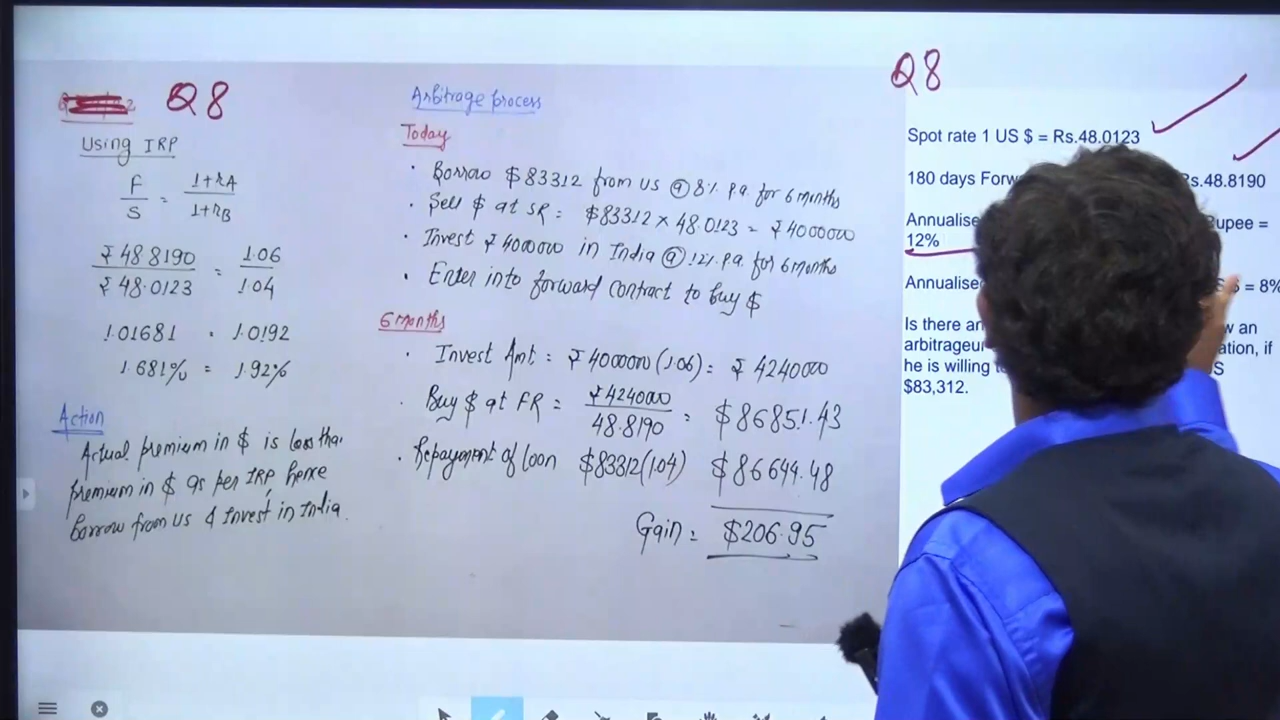 Q8
Using IRP
F/S = 1+rA/1+rB
₹48.8190/₹48.0123 = 1.06/1.04
1.01681 = 1.0192
1.681% = 1.92%
Action
Actual premium in $ is less than
premium in $ as per IRP, hence
borrow from US & Invest in India.
Arbitrage process
Today
· Borrow $83312 from US @ 8% p.a. for 6 months
· Sell $ at SR = $83312 × 48.0123 = ₹4000000
· Invest ₹4000000 in India @ 12% p.a. for 6 months
· Enter into forward contract to buy $
6 Months
· Invest Amt = ₹4000000(1.06) = ₹4240000
· Buy $ at FR = ₹4240000/48.8190 = $86851.43
· Repayment of loan $83312(1.04) $86644.48
Gain = $206.95
Q8
Spot rate 1 US $ = Rs.48.0123
180 days Forw Rs.48.8190
Annualise Rupee =
12%
Annualise $ = 8%
Is there an w an
arbitrageu ation, if
he is willing US
$83,312.